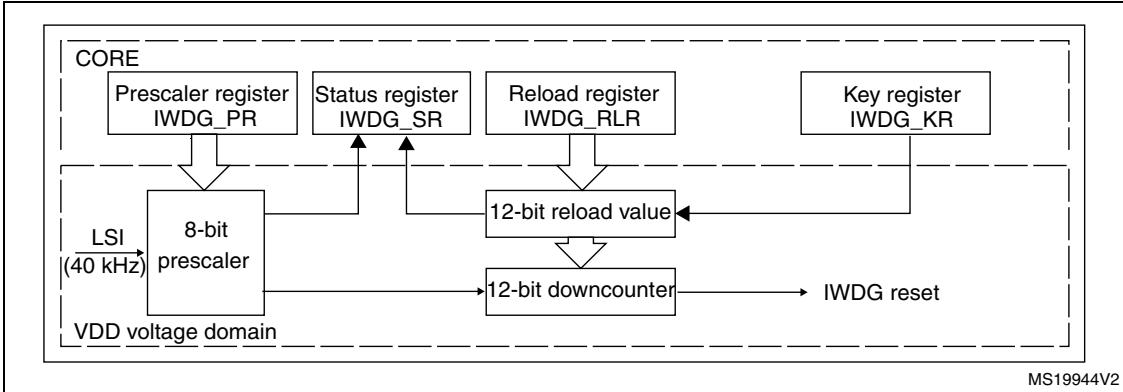 CORE
Prescaler register
IWDG_PR
Status register
IWDG_SR
Reload register
IWDG_RLR
Key register
IWDG_KR
LSI
(40 kHz)
8-bit
prescaler
12-bit reload value
12-bit downcounter
IWDG reset
VDD voltage domain
MS19944V2